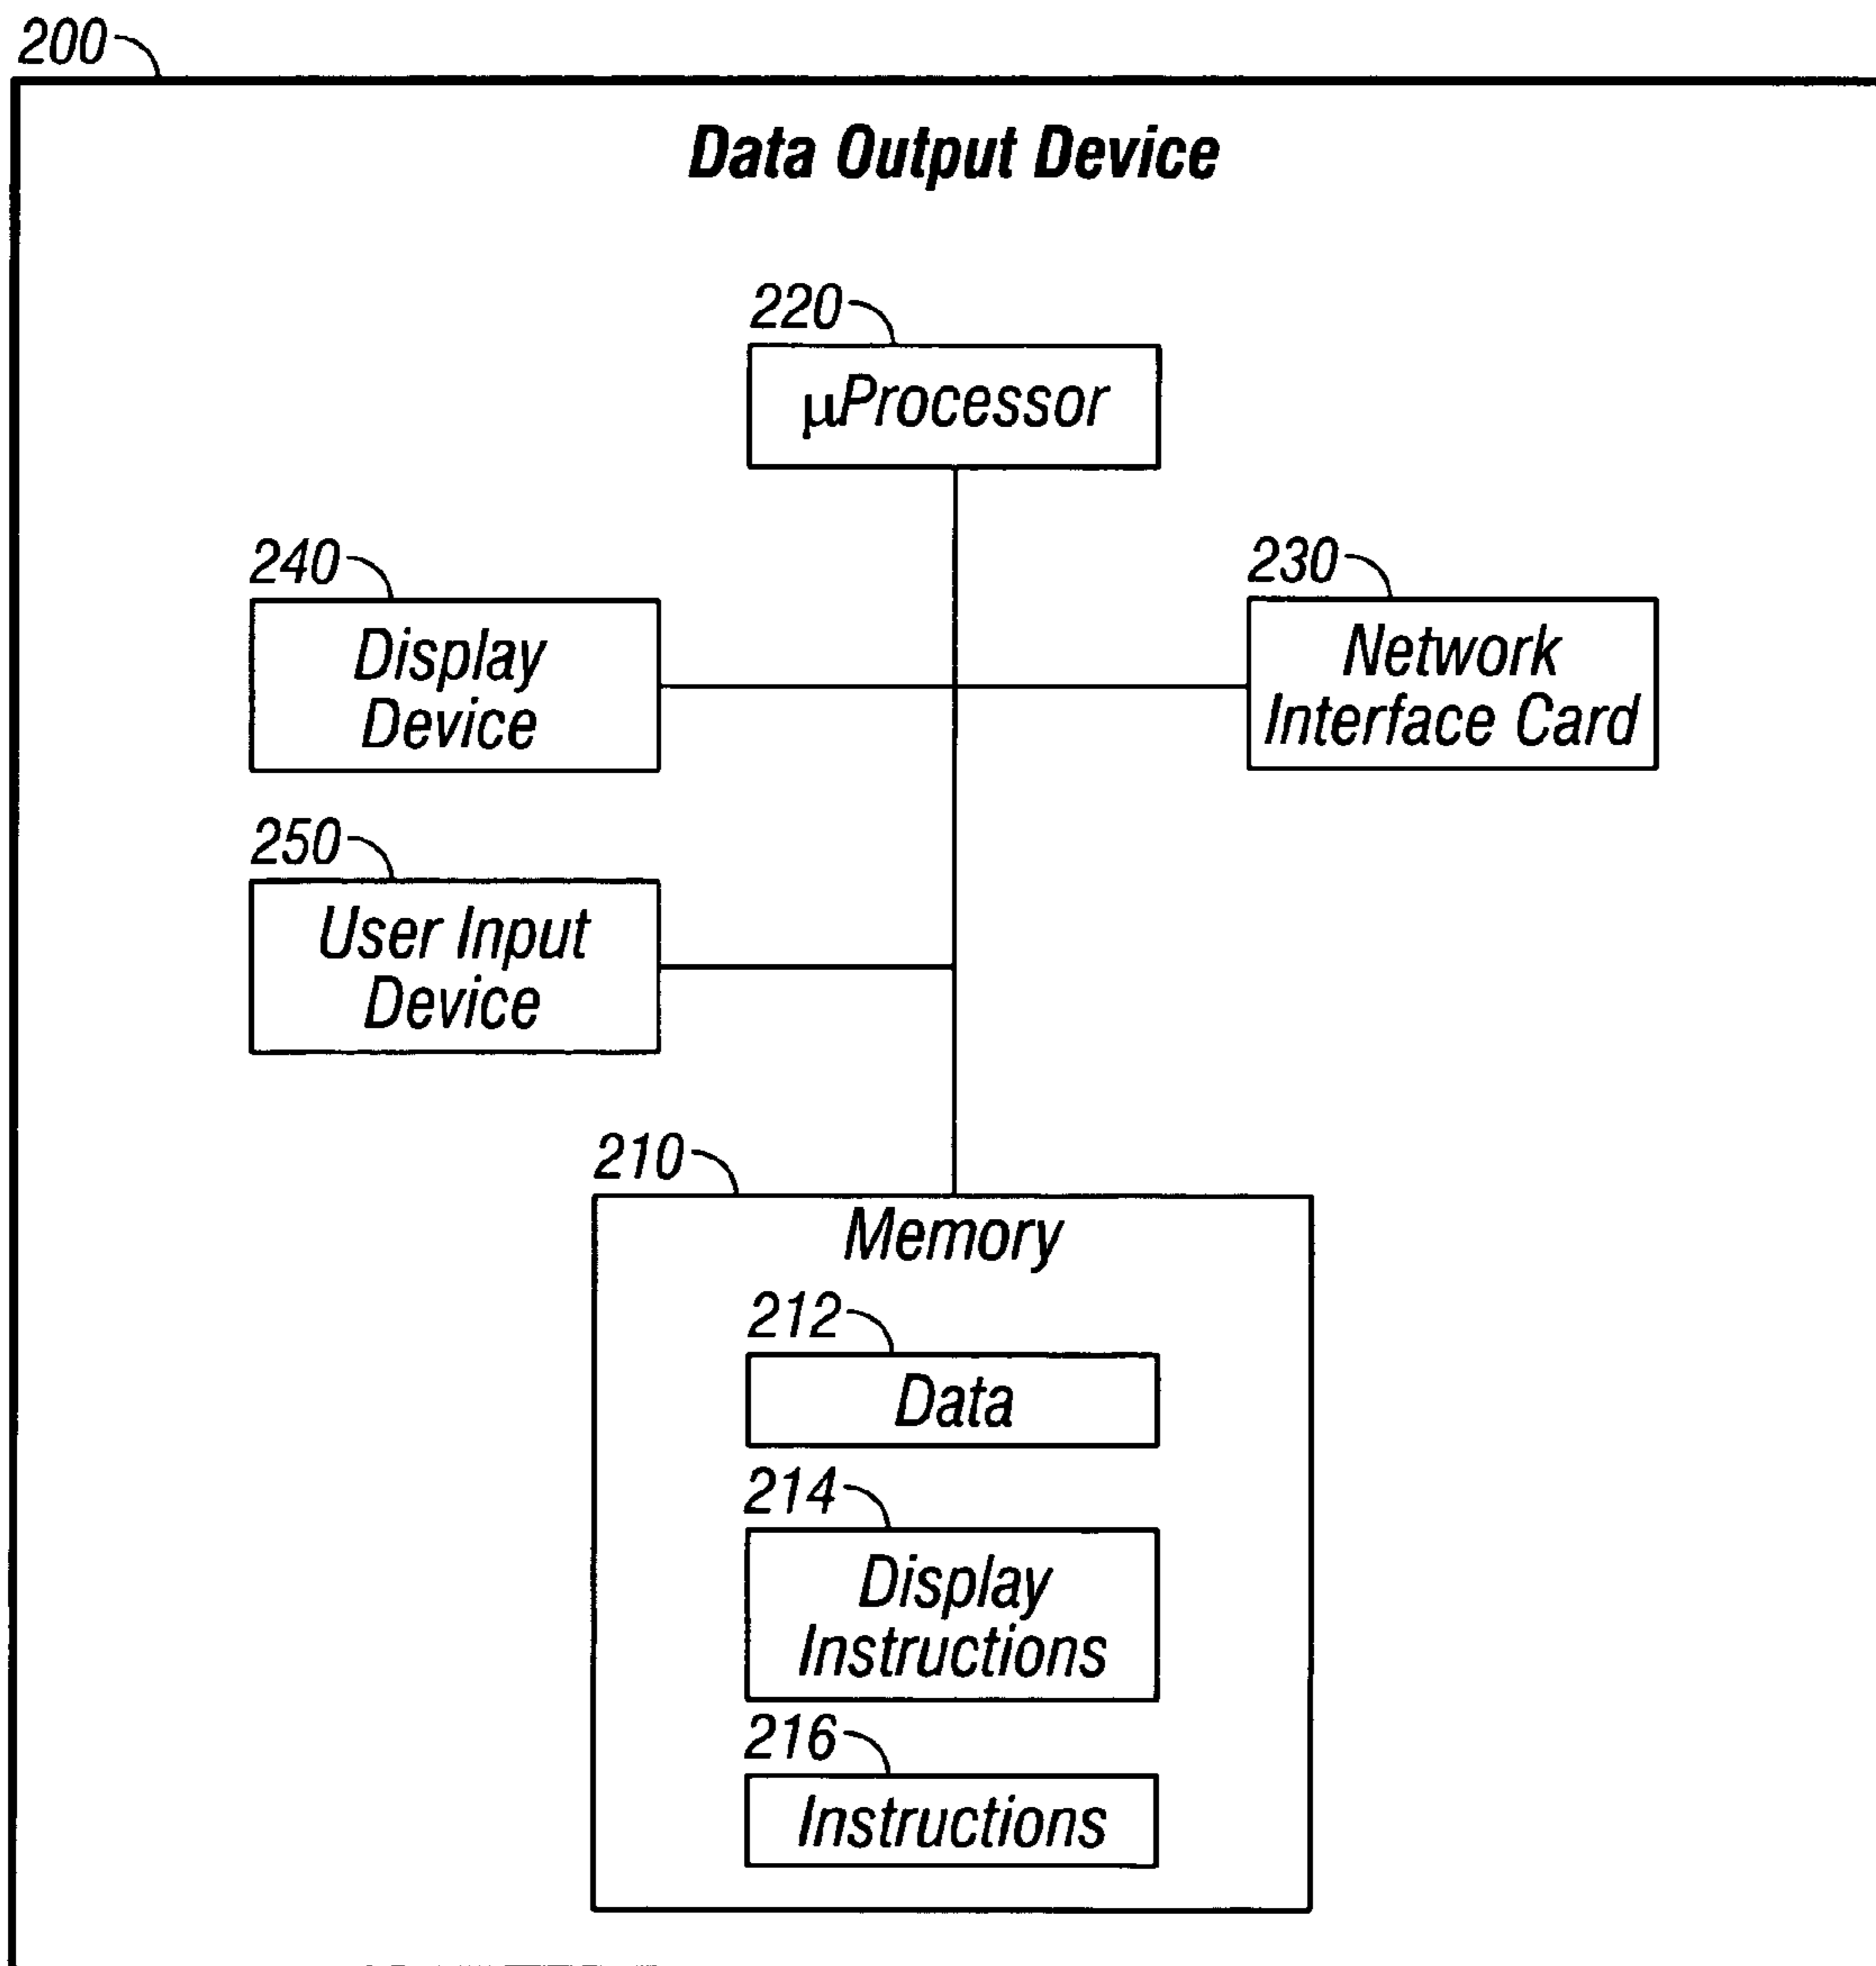 200
Data Output Device
220
µProcessor
240
Display
Device
230
Network
Interface Card
250
User Input
Device
210
Memory
212
Data
214
Display
Instructions
216
Instructions